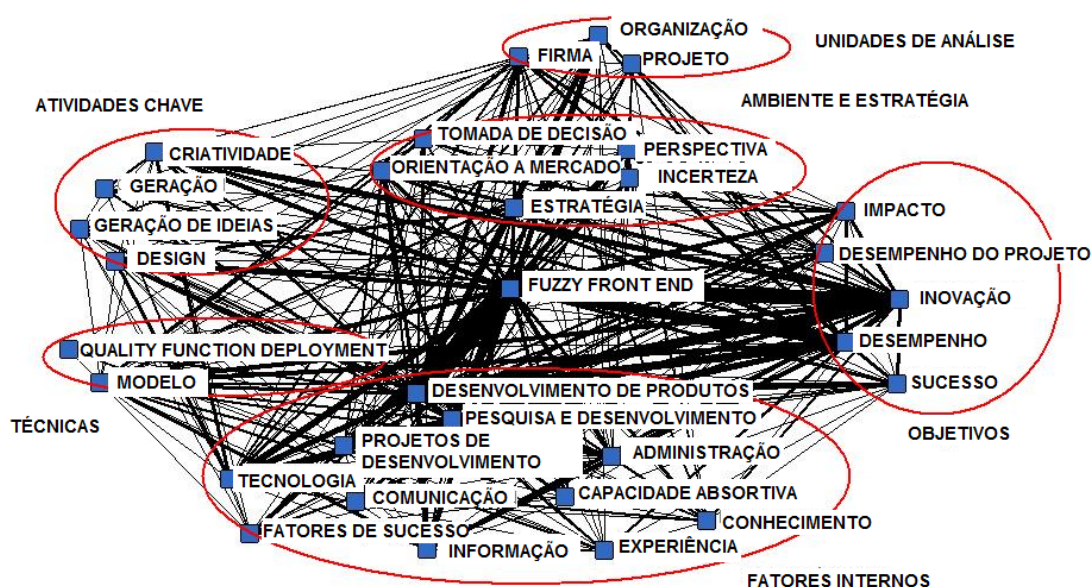 ORGANIZAÇÃO
UNIDADES DE ANÁLISE
FIRMA
PROJETO
ATIVIDADES CHAVE
AMBIENTE E ESTRATÉGIA
TOMADA DE DECISÃO
CRIATIVIDADE
PERSPECTIVA
ORIENTAÇÃO A MERCADO
INCERTEZA
GERAÇÃO
ESTRATÉGIA
IMPACTO
GERAÇÃO DE IDEIAS
DESIGN
DESEMPENHO DO PROJETO
FUZZY FRONT END
INOVAÇÃO
DESEMPENHO
QUALITY FUNCTION DEPLOYMENT
MODELO
DESENVOLVIMENTO DE PRODUTOS
SUCESSO
PESQUISA E DESENVOLVIMENTO
TÉCNICAS
OBJETIVOS
PROJETOS DE
DESENVOLVIMENTO
ADMINISTRAÇÃO
TECNOLOGIA
COMUNICAÇÃO
CAPACIDADE ABSORTIVA
FATORES DE SUCESSO
CONHECIMENTO
INFORMAÇÃO
EXPERIÊNCIA
FATORES INTERNOS